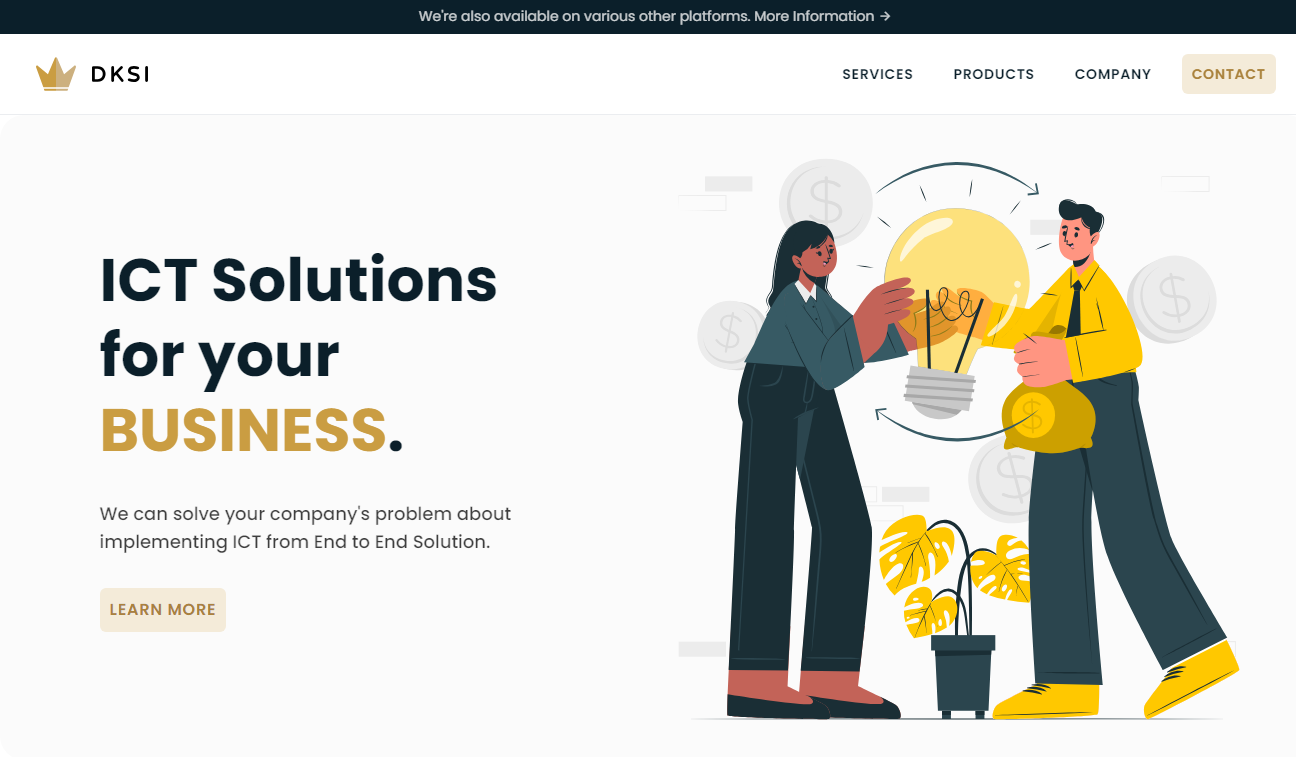 We're also available on various other platforms. More Information →
DKSI
SERVICES
PRODUCTS
COMPANY
CONTACT
ICT Solutions
for your
BUSINESS.
We can solve your company's problem about
implementing ICT from End to End Solution.
LEARN MORE
$
$
$
$
$